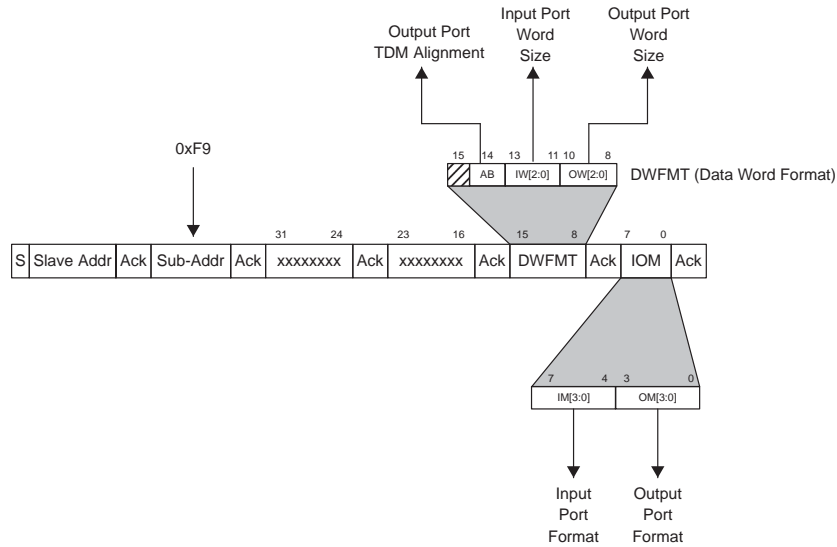 Output Port
TDM Alignment
Input Port
Word
Size
Output Port
Word
Size
0xF9
15 14 13 11 10 8
AB IW[2:0] OW[2:0] DWFMT (Data Word Format)
31 24 23 16 15 8 7 0
S Slave Addr Ack Sub-Addr Ack xxxxxxxx Ack xxxxxxxx Ack DWFMT Ack IOM Ack
7 4 3 0
IM[3:0] OM[3:0]
Input
Port
Format
Output
Port
Format